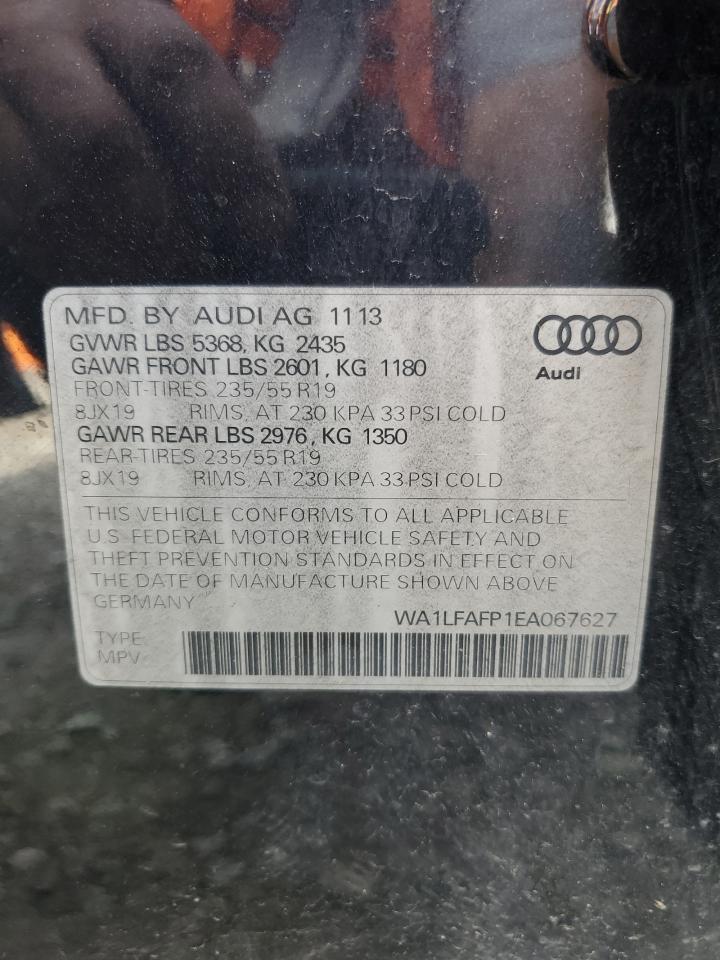 MFD. BY AUDI AG 1113
GVWR LBS 5368, KG 2435
GAWR FRONT LBS 2601, KG 1180
FRONT-TIRES 235/55 R19
8JX19 RIMS, AT 230 KPA 33 PSI COLD
GAWR REAR LBS 2976, KG 1350
REAR-TIRES 235/55 R19
8JX19 RIMS, AT 230 KPA 33 PSI COLD
Audi
THIS VEHICLE CONFORMS TO ALL APPLICABLE
U.S. FEDERAL MOTOR VEHICLE SAFETY AND
THEFT PREVENTION STANDARDS IN EFFECT ON
THE DATE OF MANUFACTURE SHOWN ABOVE
GERMANY
WA1LFAFP1EA067627
TYPE:
MPV